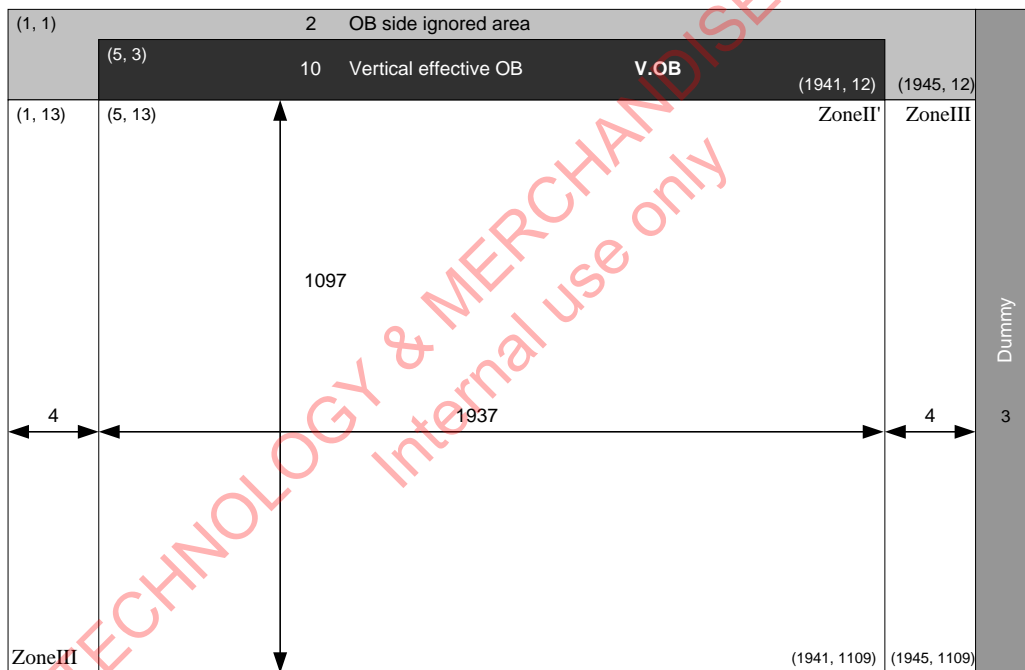 (1, 1) 2 OB side ignored area
(5, 3)
10 Vertical effective OB V.OB (1941, 12) (1945, 12)
(1, 13) (5, 13) ZoneII' ZoneIII
1097
Dummy
4 1937 4 3
ZoneIII (1941, 1109) (1945, 1109)
TECHNOLOGY & MERCHANDISE
Internal use only